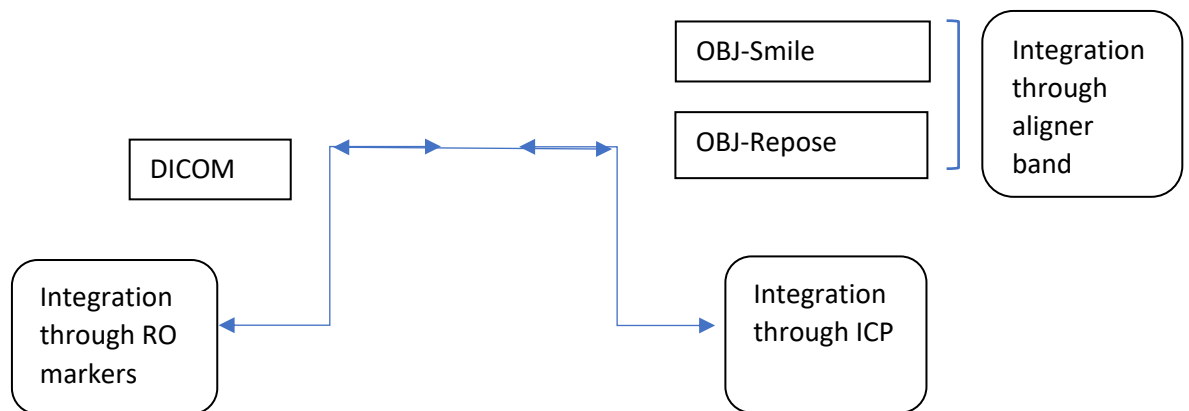 OBJ-Smile
OBJ-Repose
Integration
through
aligner
band
DICOM
Integration
through RO
markers
Integration
through ICP